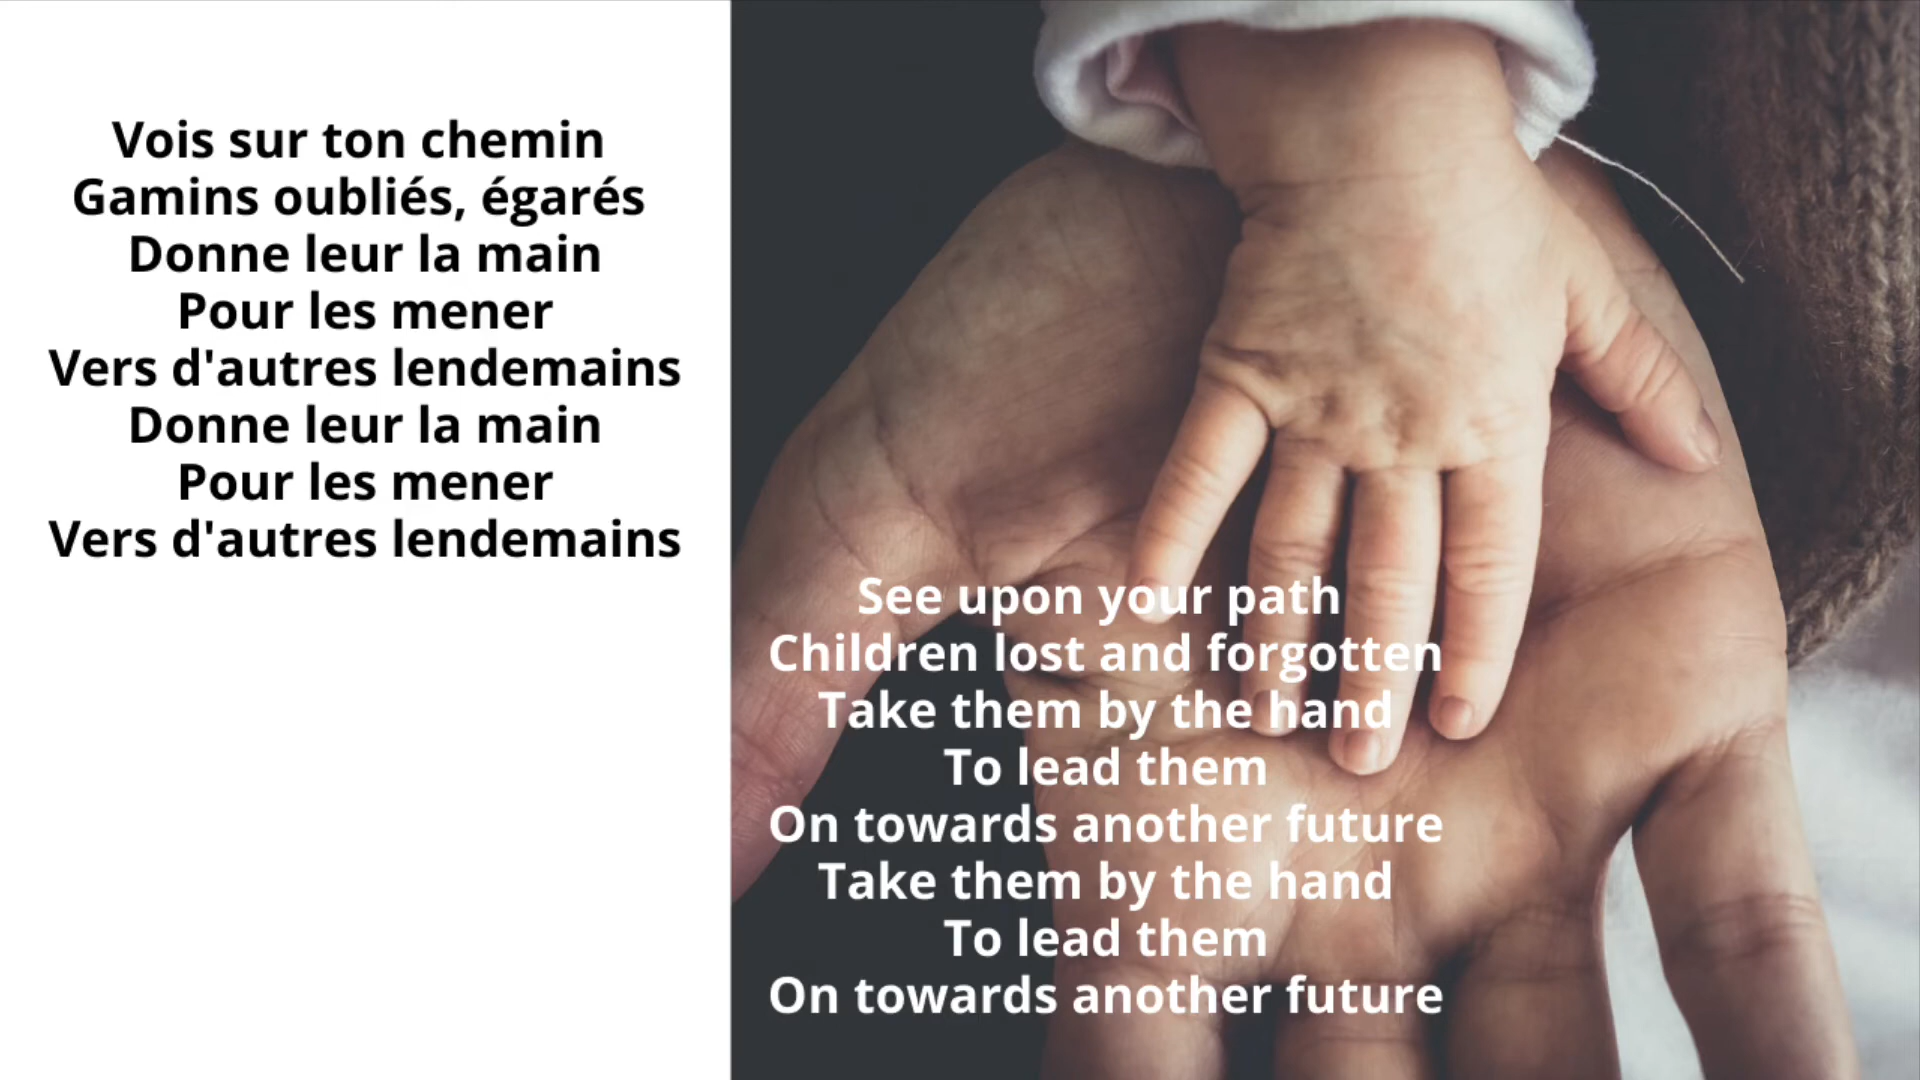 Vois sur ton chemin
Gamins oubliés, égarés
Donne leur la main
Pour les mener
Vers d'autres lendemains
Donne leur la main
Pour les mener
Vers d'autres lendemains
See upon your path
Children lost and forgotten
Take them by the hand
To lead them
On towards another future
Take them by the hand
To lead them
On towards another future